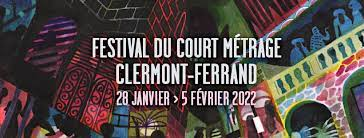 FESTIVAL DU COURT MÉTRAGE
CLERMONT-FERRAND
28 JANVIER > 5 FÉVRIER 2022